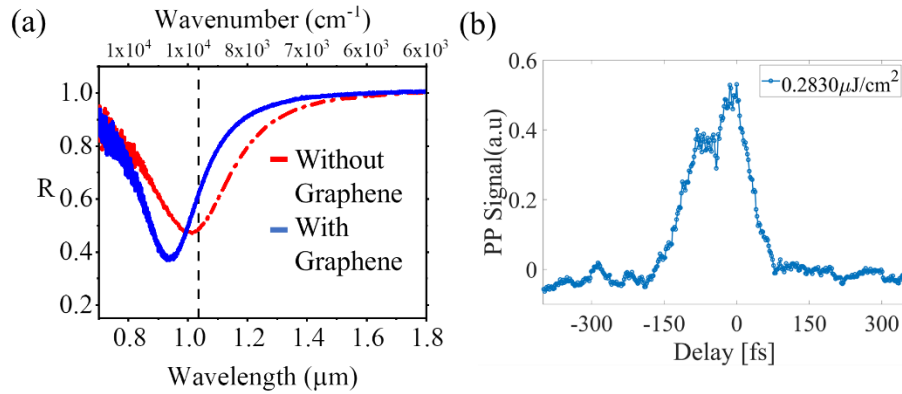 (a)
Wavenumber (cm-1)
1x10⁴ 1x10⁴ 8x10³ 7x10³ 6x10³ 6x10³
1.0
0.8
R
0.6
0.4
0.2
Without
Graphene
With
Graphene
0.8 1.0 1.2 1.4 1.6 1.8
Wavelength (µm)
(b)
0.6
0.4
0.2
0
PP Signal(a.u)
0.2830µJ/cm²
-300 -150 0 150 300
Delay [fs]